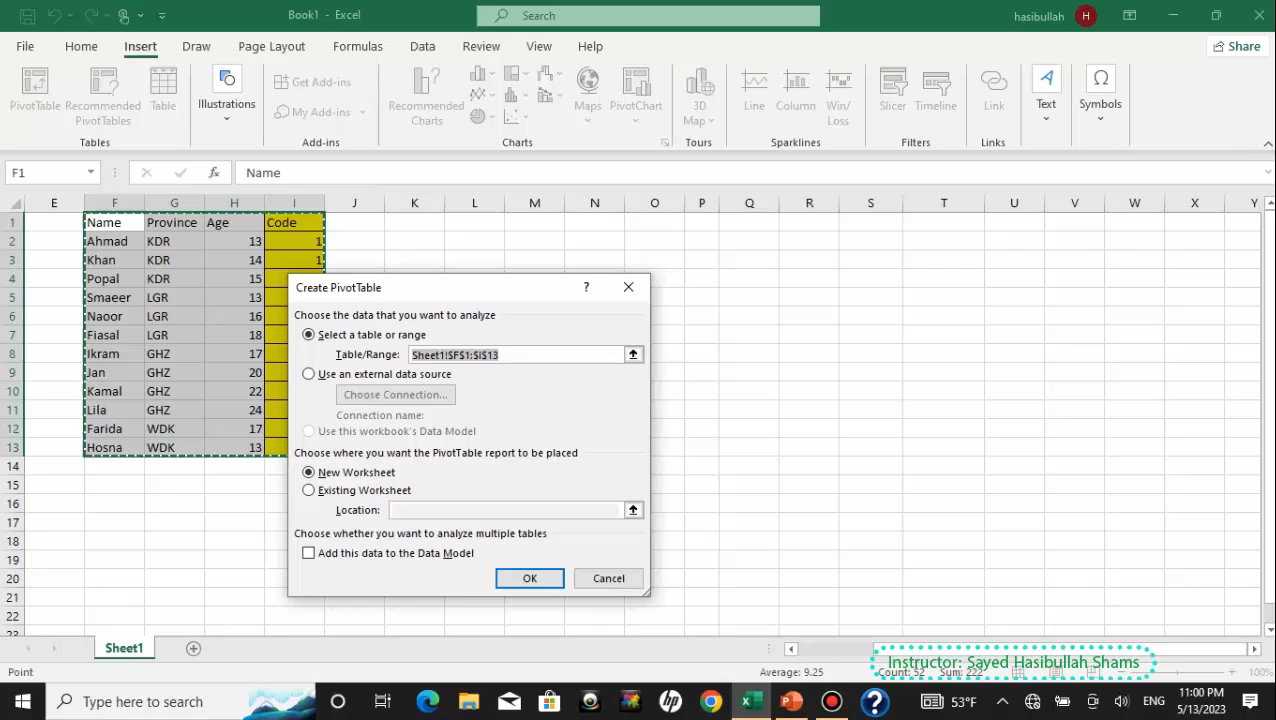 Book1 - Excel
Search
hasibullah
H
File Home Insert Draw Page Layout Formulas Data Review View Help
Share
PivotTable
Recommended PivotTables
Table
Tables
Illustrations
Get Add-ins
My Add-ins
Add-ins
Recommended Charts
Maps
PivotChart
Charts
3D Map
Tours
Line
Column
Win/Loss
Sparklines
Slicer
Timeline
Filters
Link
Links
Text
Symbols
F1
fx
Name
E F G H I J K L M N O P Q R S T U V W X Y
1 Name Province Age Code
2 Ahmad KDR 13 1
3 Khan KDR 14 1
4 Popal KDR 15
5 Smaeer LGR 13
6 Naoor LGR 16
7 Fiasal LGR 18
8 Ikram GHZ 17
9 Jan GHZ 20
10 Kamal GHZ 22
11 Lila GHZ 24
12 Farida WDK 17
13 Hosna WDK 13
14
15
16
17
18
19
20
21
22
23
Create PivotTable
?
Choose the data that you want to analyze
Select a table or range
Table/Range: Sheet1!$F$1:$I$13
Use an external data source
Choose Connection...
Connection name:
Use this workbook's Data Model
Choose where you want the PivotTable report to be placed
New Worksheet
Existing Worksheet
Location:
Choose whether you want to analyze multiple tables
Add this data to the Data Model
OK Cancel
Sheet1
Instructor: Sayed Hasibullah Shams
Point
Average: 9.25 Count: 52 Sum: 222
100%
Type here to search
hp
53°F
ENG
11:00 PM
5/13/2023